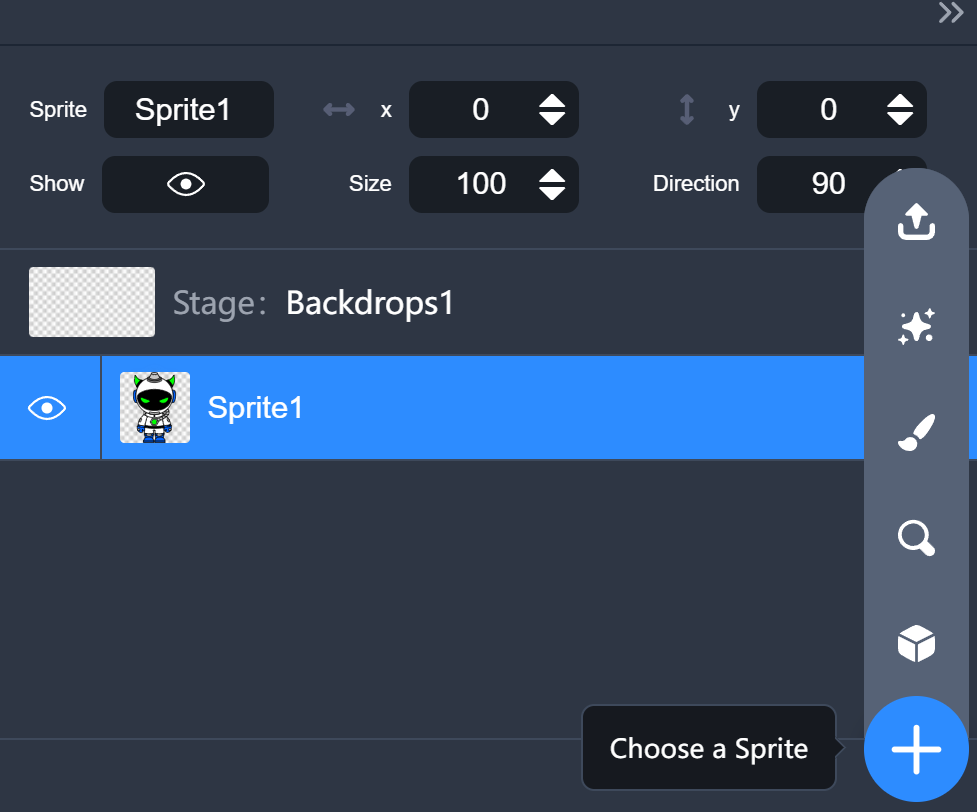 Sprite Sprite1 x 0 y 0
Show Size 100 Direction 90
Stage: Backdrops1
Sprite1
Choose a Sprite